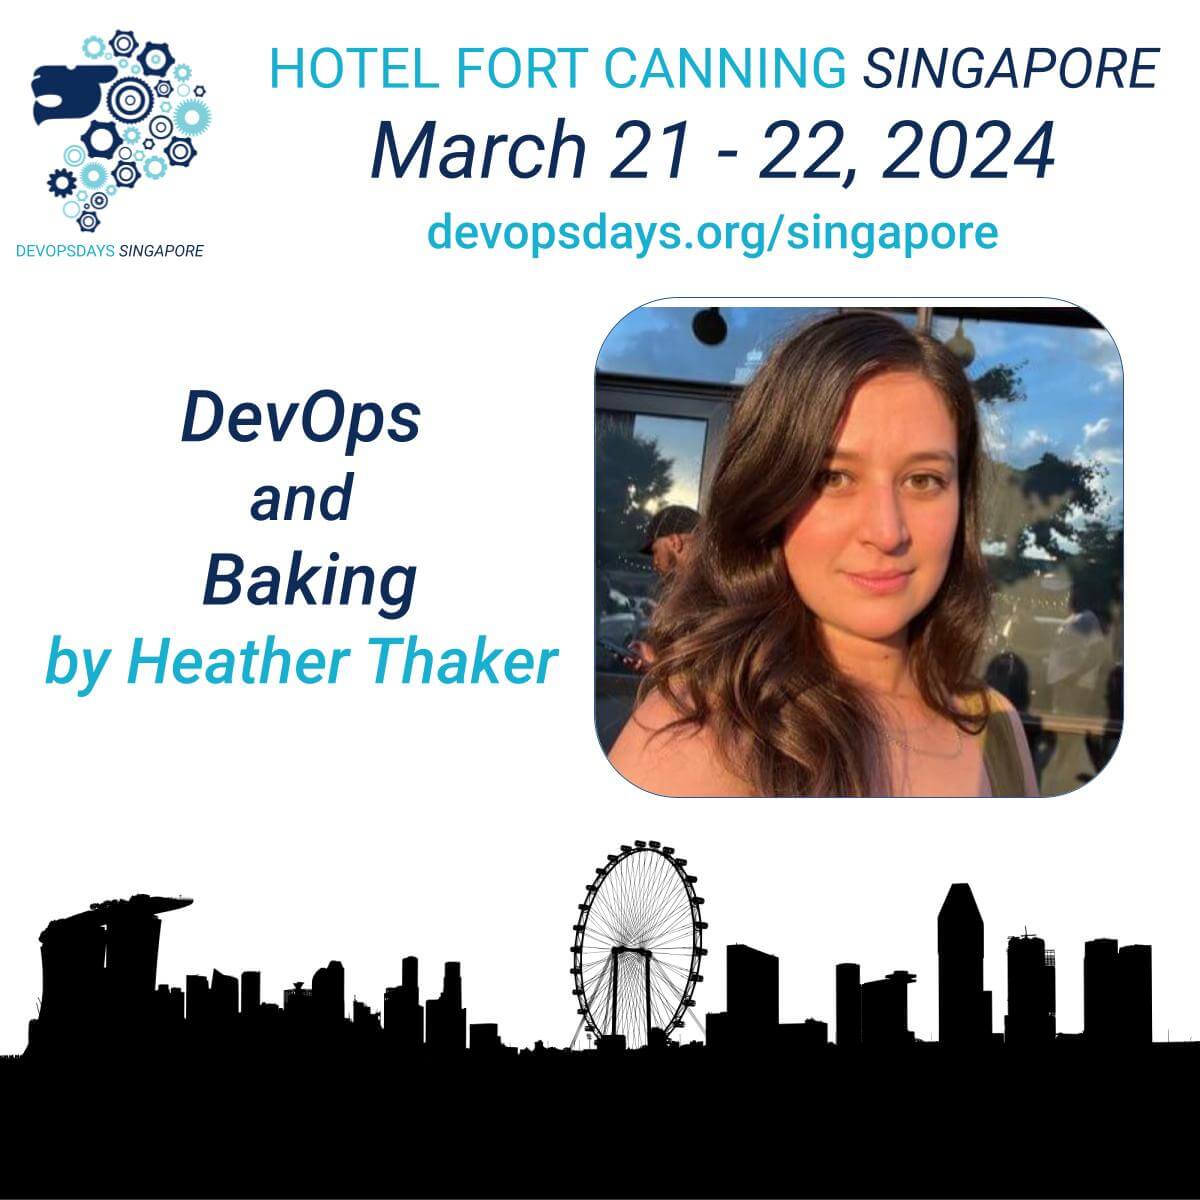 HOTEL FORT CANNING SINGAPORE
March 21 - 22, 2024
devopsdays.org/singapore
DEVOPSDAYS SINGAPORE
DevOps
and
Baking
by Heather Thaker